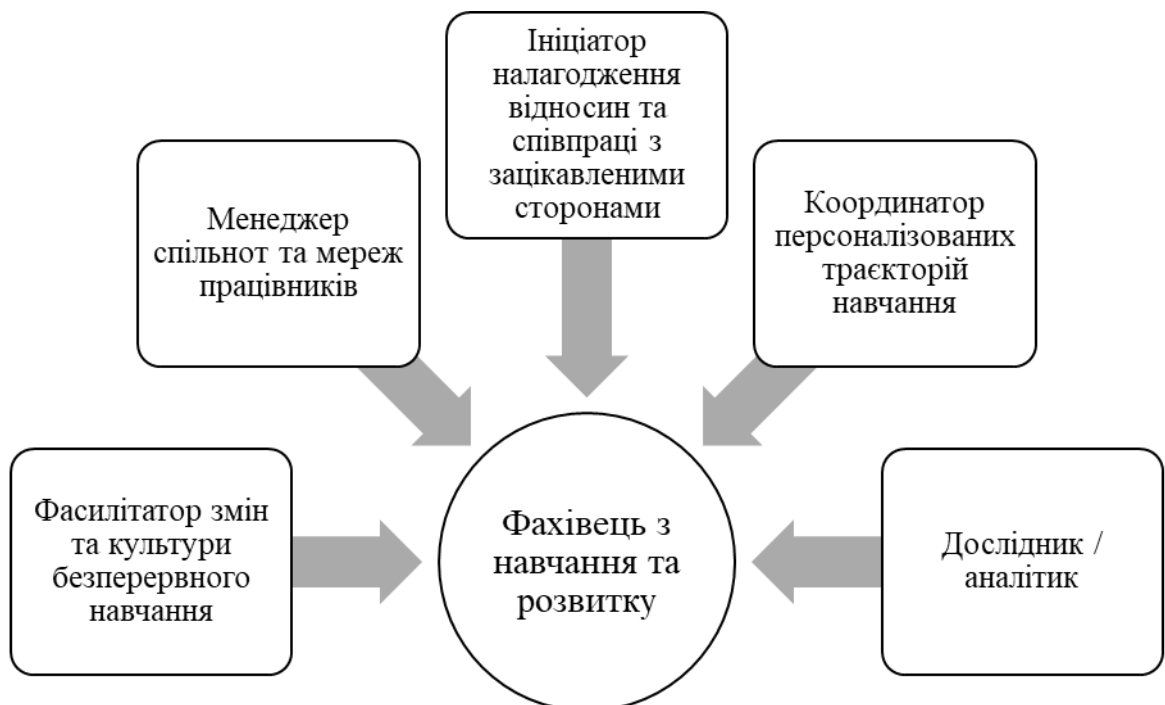 Ініціатор
налагодження
відносин та
співпраці з
зацікавленими
сторонами
Менеджер
спільнот та мереж
працівників
Координатор
персоналізованих
траєкторій
навчання
Фасилітатор змін
та культури
безперервного
навчання
Фахівець з
навчання та
розвитку
Дослідник /
аналітик